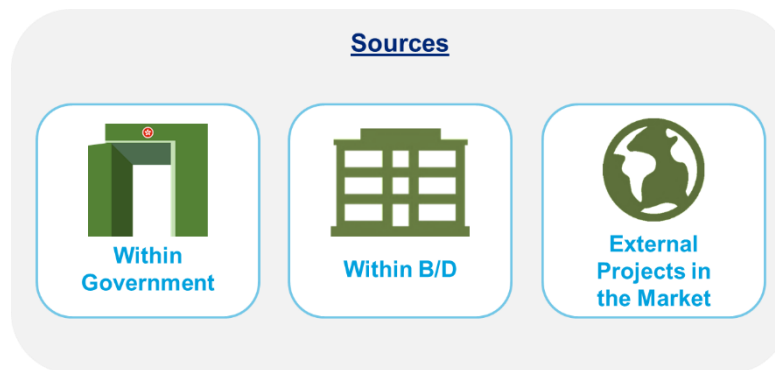 Sources
Within
Government
Within B/D
External
Projects in
the Market